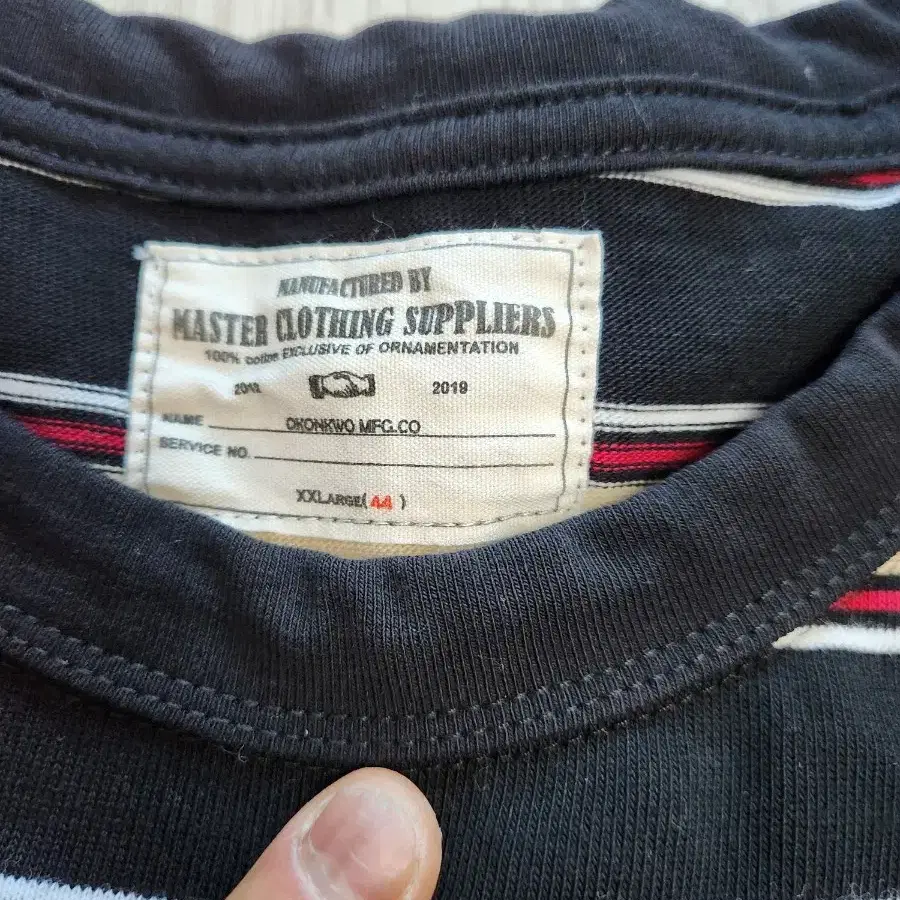 MANUFACTURED BY
MASTER CLOTHING SUPPLIERS
100% cotton EXCLUSIVE OF ORNAMENTATION
2019
NAME OKONKWO MFG.CO
SERVICE NO.
XXLARGE( 44 )